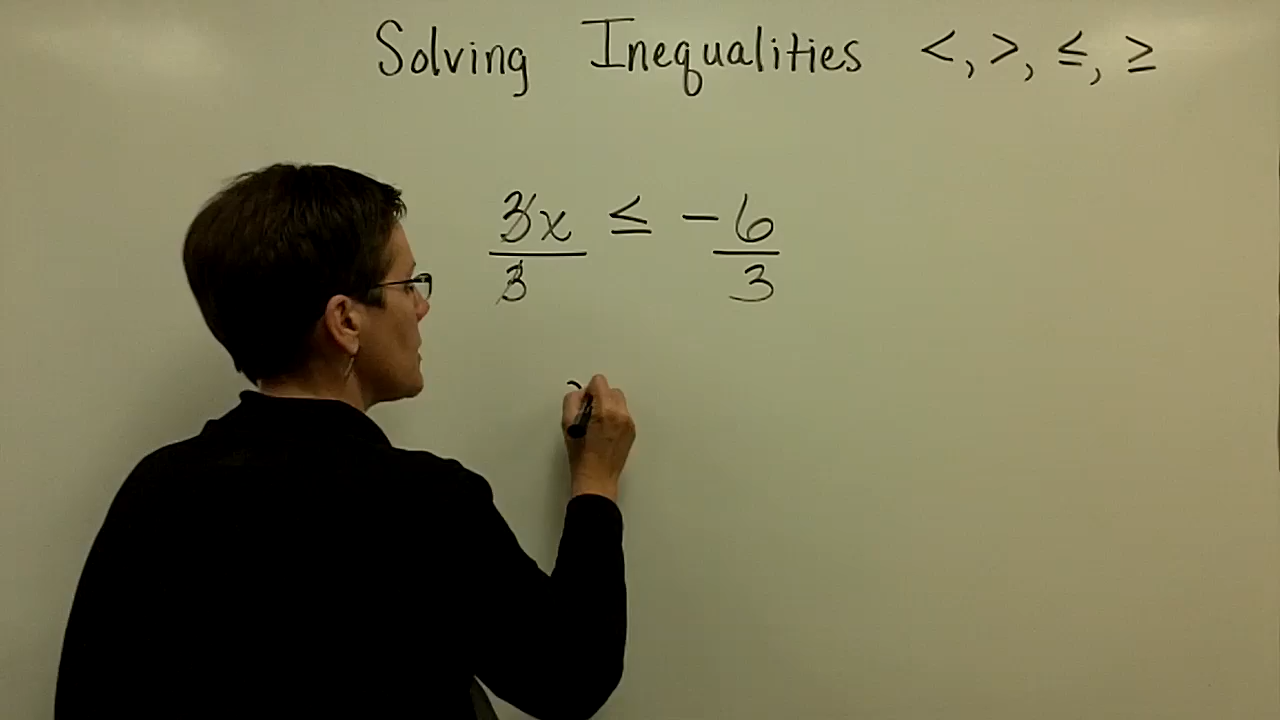 Solving Inequalities <, >, ≤, ≥
3x ≤ -6
3 3